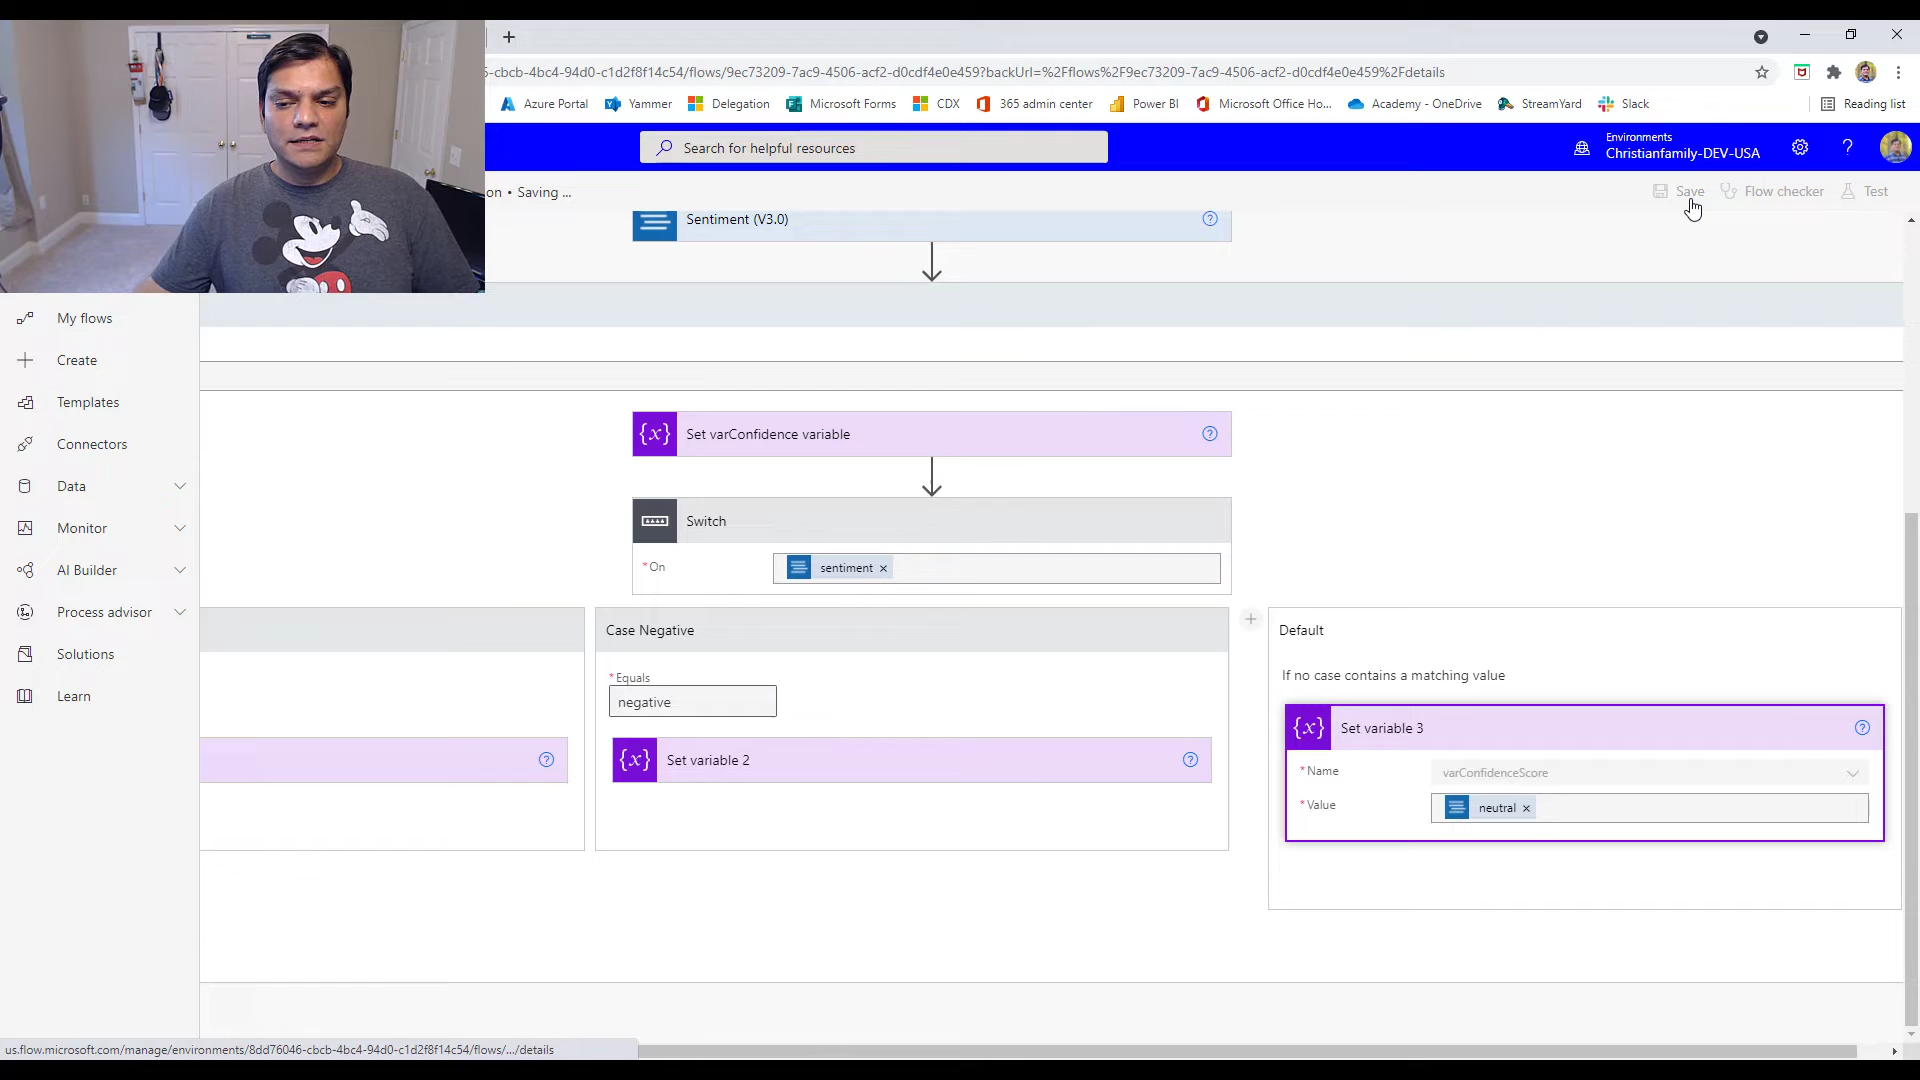 5-cbcb-4bc4-94d0-c1d2f8f14c54/flows/9ec73209-7ac9-4506-acf2-d0cdf4e0e459?backUrl=%2Fflows%2F9ec73209-7ac9-4506-acf2-d0cdf4e0e459%2Fdetails
Azure Portal Yammer Delegation Microsoft Forms CDX 365 admin center Power BI Microsoft Office Ho... Academy - OneDrive StreamYard Slack Reading list
Search for helpful resources
Environments
Christianfamily-DEV-USA
on • Saving ...
Save Flow checker Test
Sentiment (V3.0)
My flows
Create
Templates
Connectors
Data
Monitor
AI Builder
Process advisor
Solutions
Learn
{x} Set varConfidence variable
Switch
* On sentiment ×
Case Negative
* Equals
negative
{x} Set variable 2
Default
If no case contains a matching value
{x} Set variable 3
* Name varConfidenceScore
* Value neutral ×
us.flow.microsoft.com/manage/environments/8dd76046-cbcb-4bc4-94d0-c1d2f8f14c54/flows/.../details